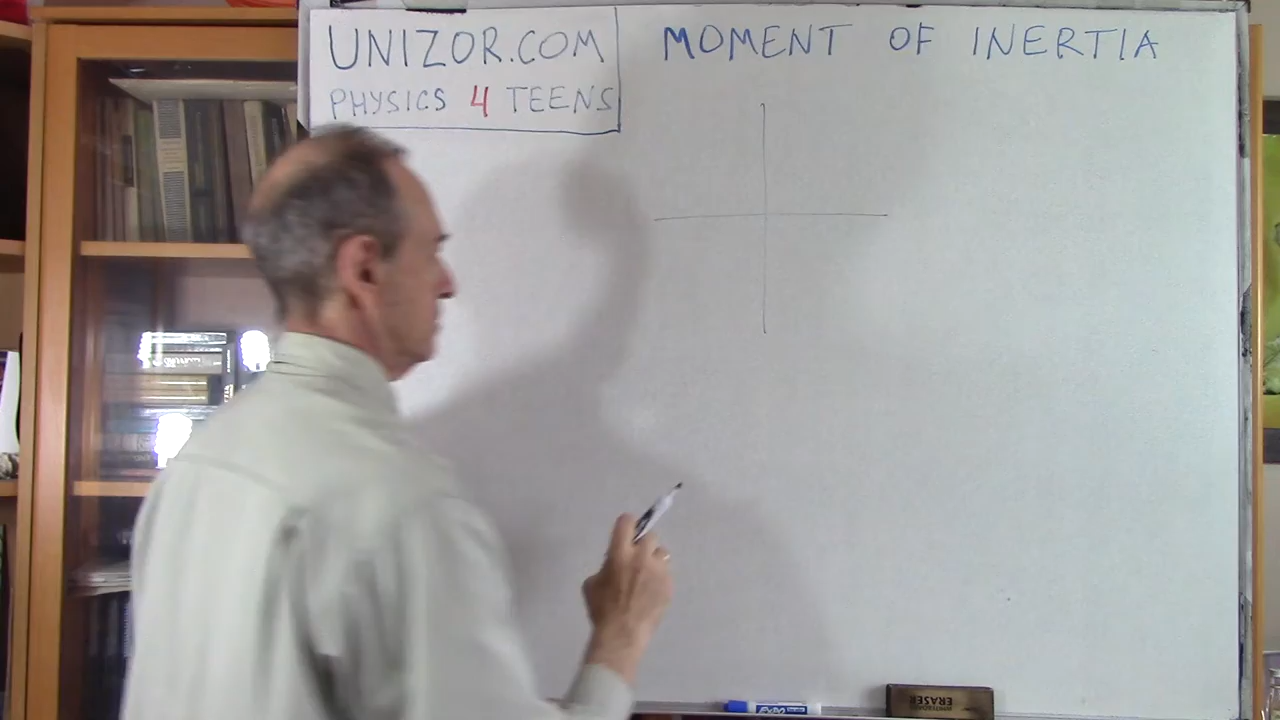 UNIZOR.COM
PHYSICS 4 TEENS
MOMENT OF INERTIA
EXPO
ERASER